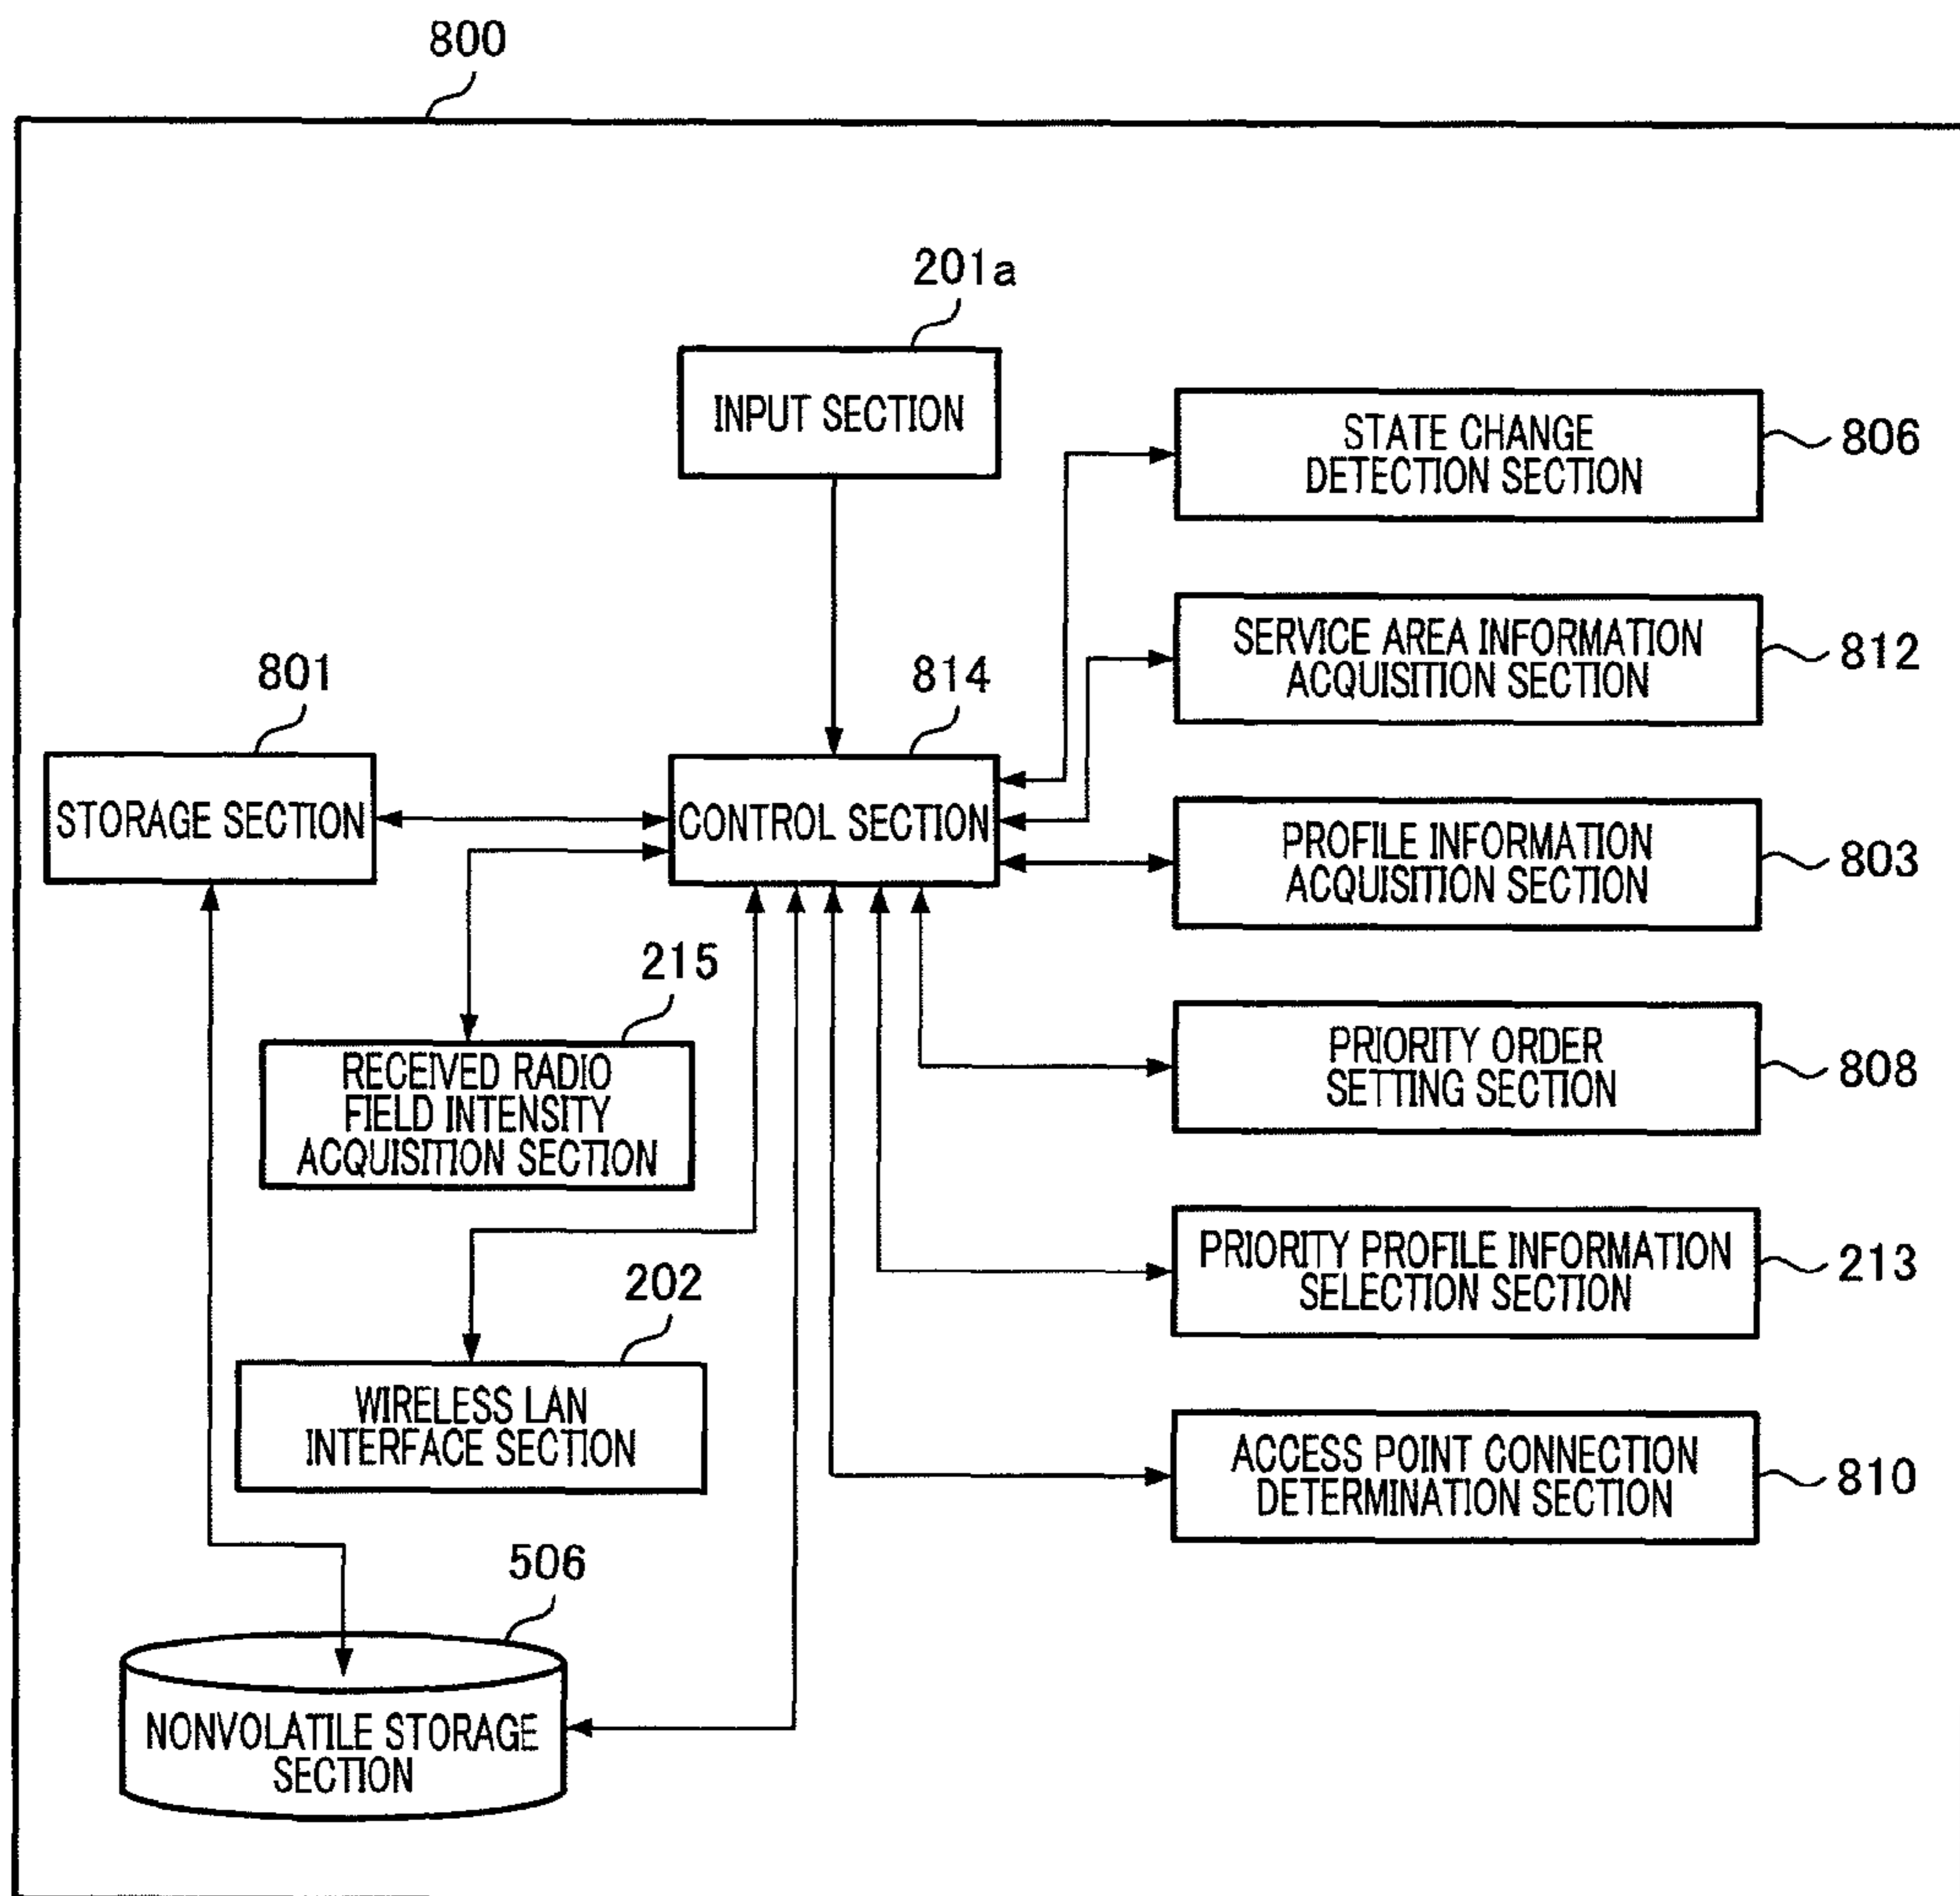 800
201a
INPUT SECTION
STATE CHANGE
DETECTION SECTION
806
SERVICE AREA INFORMATION
ACQUISITION SECTION
812
801
814
STORAGE SECTION
CONTROL SECTION
PROFILE INFORMATION
ACQUISITION SECTION
803
215
RECEIVED RADIO
FIELD INTENSITY
ACQUISITION SECTION
PRIORITY ORDER
SETTING SECTION
808
PRIORITY PROFILE INFORMATION
SELECTION SECTION
213
202
WIRELESS LAN
INTERFACE SECTION
ACCESS POINT CONNECTION
DETERMINATION SECTION
810
506
NONVOLATILE STORAGE
SECTION